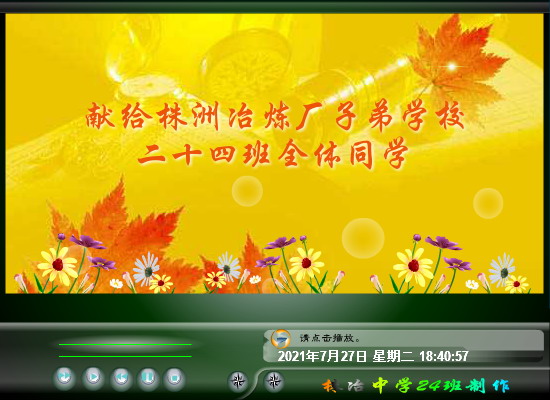 献给株洲冶炼厂子弟学校
二十四班全体同学
请点击播放。
2021年7月27日 星期二 18:40:57
株冶中学24班制作